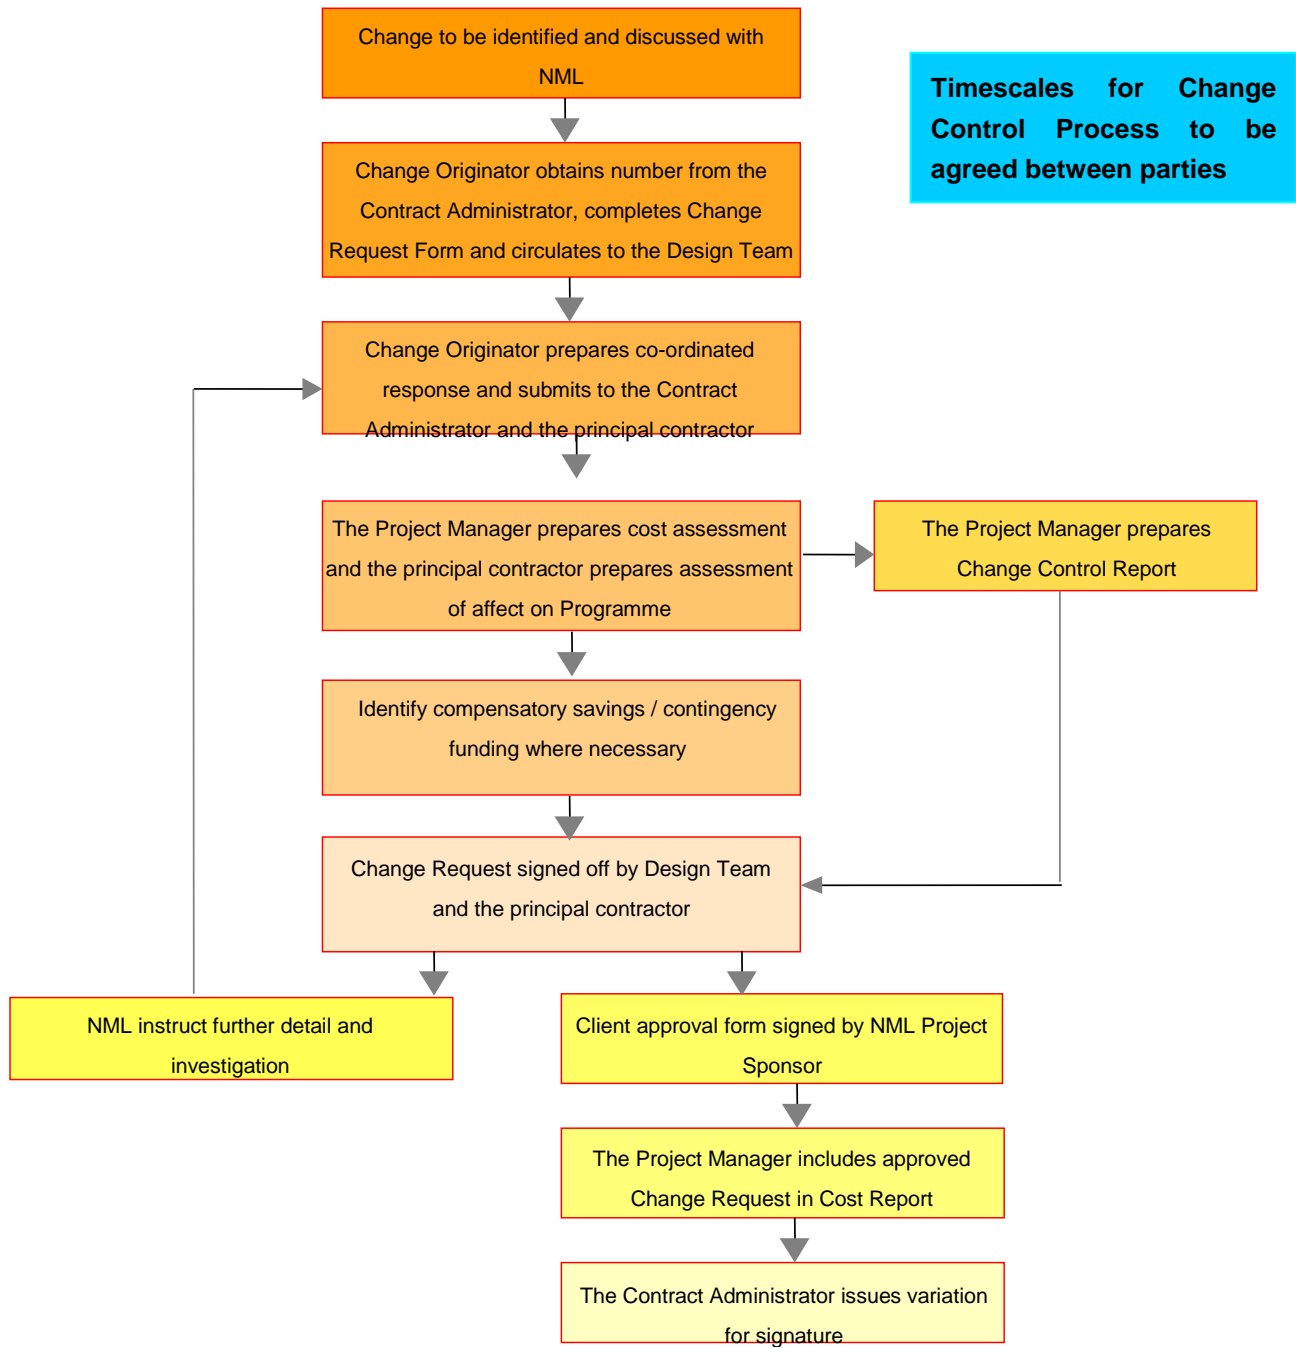 Change to be identified and discussed with
NML
Timescales for Change
Control Process to be
agreed between parties
Change Originator obtains number from the
Contract Administrator, completes Change
Request Form and circulates to the Design Team
Change Originator prepares co-ordinated
response and submits to the Contract
Administrator and the principal contractor
The Project Manager prepares cost assessment
and the principal contractor prepares assessment
of affect on Programme
The Project Manager prepares
Change Control Report
Identify compensatory savings / contingency
funding where necessary
Change Request signed off by Design Team
and the principal contractor
NML instruct further detail and
investigation
Client approval form signed by NML Project
Sponsor
The Project Manager includes approved
Change Request in Cost Report
The Contract Administrator issues variation
for signature